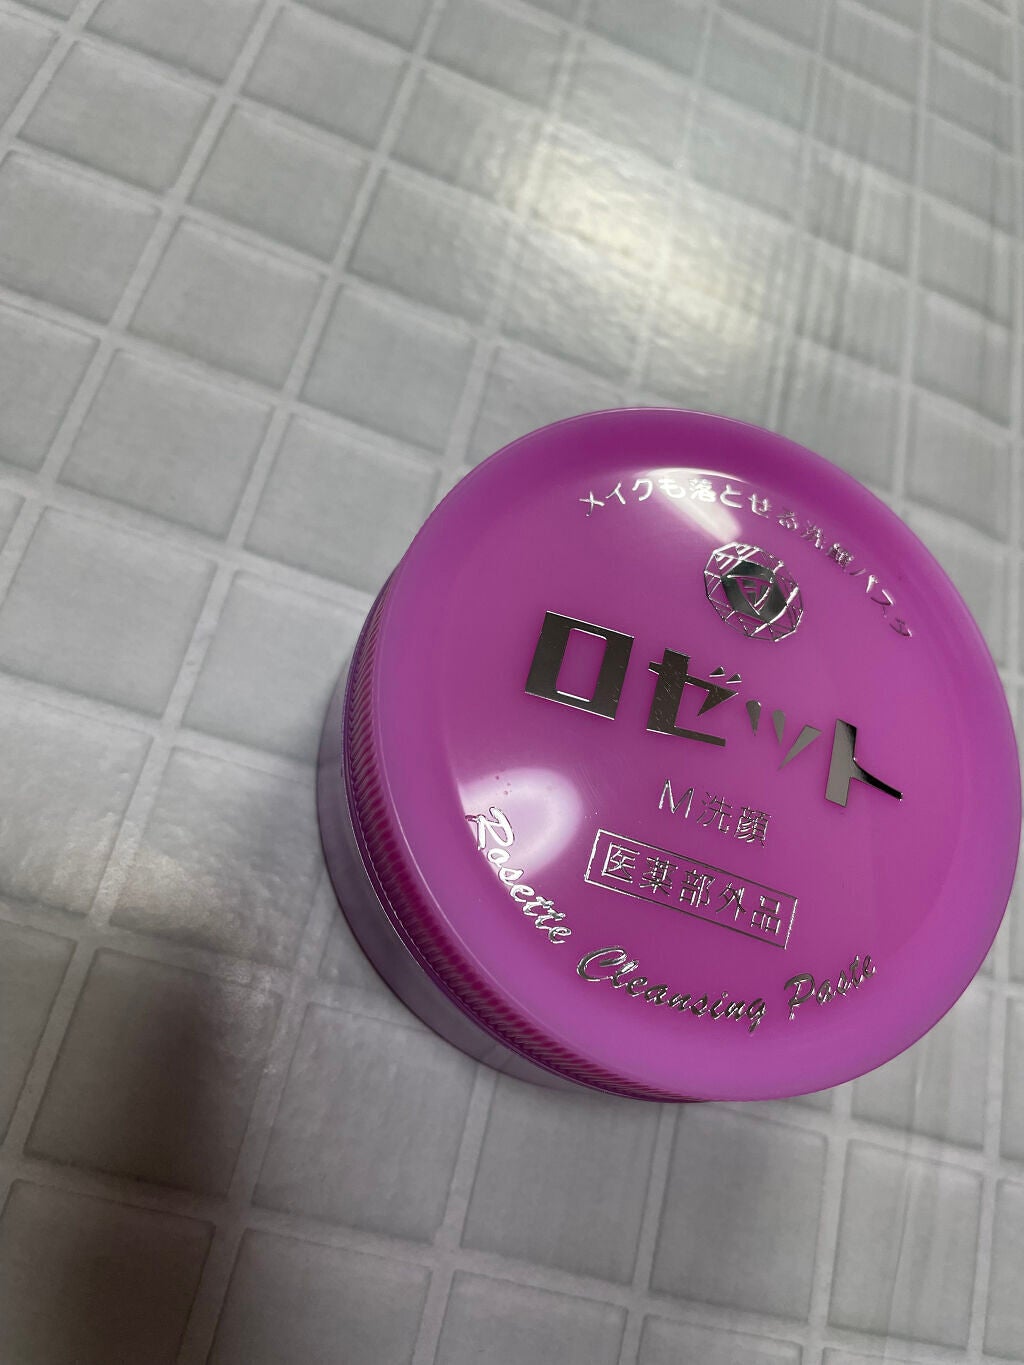 メイクも落とせる洗顔パスタ
ロゼット
M洗顔
医薬部外品
Rosette Cleansing Paste